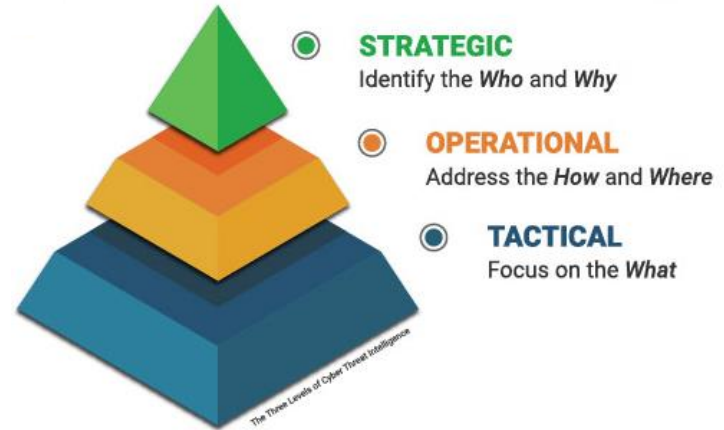 STRATEGIC
Identify the Who and Why
OPERATIONAL
Address the How and Where
TACTICAL
Focus on the What
The Three Levels of Cyber Threat Intelligence